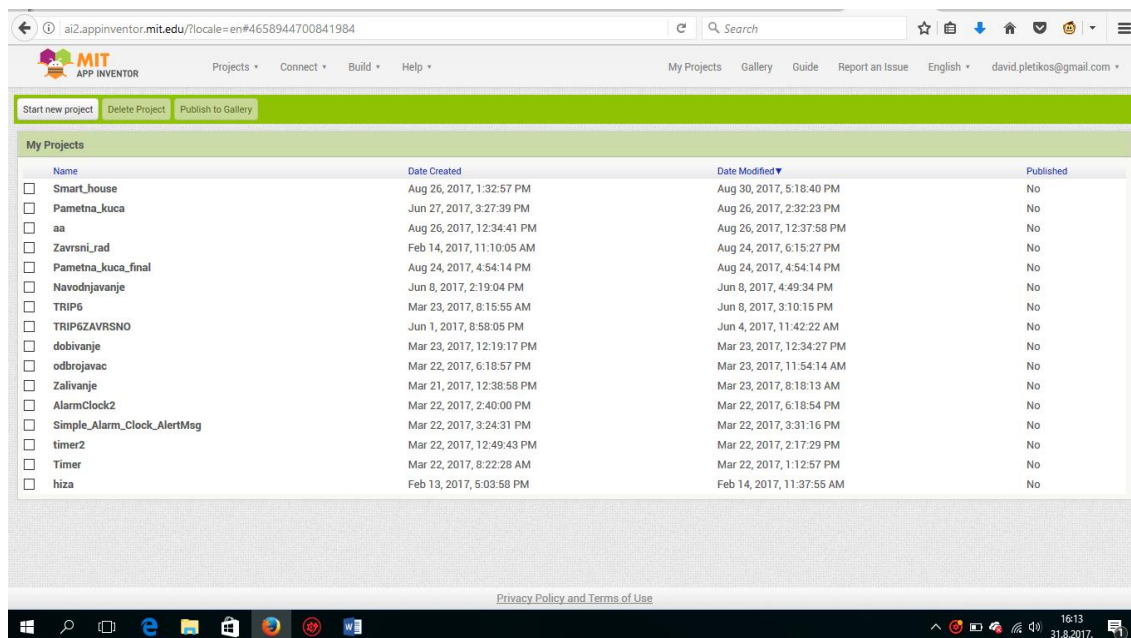 ai2.appinventor.mit.edu/?locale=en#4658944700841984 Search
MIT
APP INVENTOR
Projects Connect Build Help My Projects Gallery Guide Report an Issue English david.pletikos@gmail.com
Start new project Delete Project Publish to Gallery
My Projects
Name Date Created Date Modified▼ Published
Smart_house Aug 26, 2017, 1:32:57 PM Aug 30, 2017, 5:18:40 PM No
Pametna_kuca Jun 27, 2017, 3:27:39 PM Aug 26, 2017, 2:32:23 PM No
aa Aug 26, 2017, 12:34:41 PM Aug 26, 2017, 12:37:58 PM No
Zavrsni_rad Feb 14, 2017, 11:10:05 AM Aug 24, 2017, 6:15:27 PM No
Pametna_kuca_final Aug 24, 2017, 4:54:14 PM Aug 24, 2017, 4:54:14 PM No
Navodnjavanje Jun 8, 2017, 2:19:04 PM Jun 8, 2017, 4:49:34 PM No
TRIP6 Mar 23, 2017, 8:15:55 AM Jun 8, 2017, 3:10:15 PM No
TRIP6ZAVRSNO Jun 1, 2017, 8:58:05 PM Jun 4, 2017, 11:42:22 AM No
dobivanje Mar 23, 2017, 12:19:17 PM Mar 23, 2017, 12:34:27 PM No
odbrojavac Mar 22, 2017, 6:18:57 PM Mar 23, 2017, 11:54:14 AM No
Zalivanje Mar 21, 2017, 12:38:58 PM Mar 23, 2017, 8:18:13 AM No
AlarmClock2 Mar 22, 2017, 2:40:00 PM Mar 22, 2017, 6:18:54 PM No
Simple_Alarm_Clock_AlertMsg Mar 22, 2017, 3:24:31 PM Mar 22, 2017, 3:31:16 PM No
timer2 Mar 22, 2017, 12:49:43 PM Mar 22, 2017, 2:17:29 PM No
Timer Mar 22, 2017, 8:22:28 AM Mar 22, 2017, 1:12:57 PM No
hiza Feb 13, 2017, 5:03:58 PM Feb 14, 2017, 11:37:55 AM No
Privacy Policy and Terms of Use
16:13
31.8.2017.